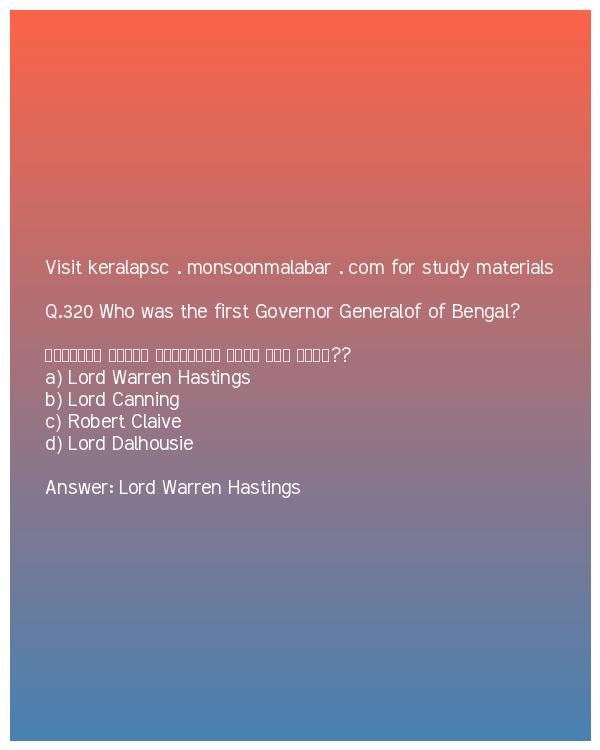 Visit keralapsc . monsoonmalabar . com for study materials
Q.320 Who was the first Governor Generalof of Bengal?
??
a) Lord Warren Hastings
b) Lord Canning
c) Robert Claive
d) Lord Dalhousie
Answer: Lord Warren Hastings